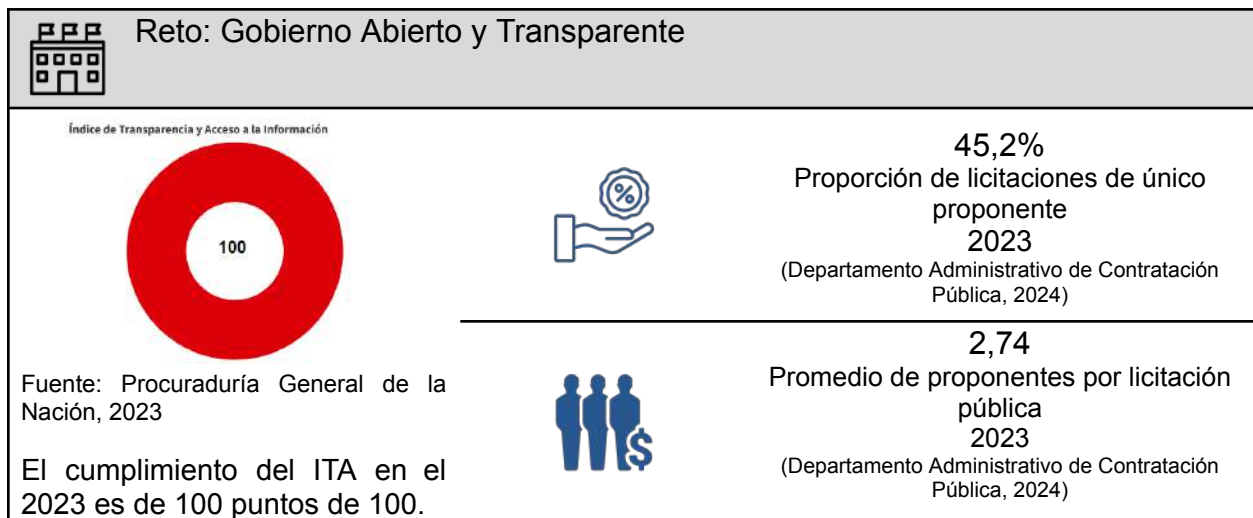 Reto: Gobierno Abierto y Transparente
Índice de Transparencia y Acceso a la Información
100
Fuente: Procuraduría General de la
Nación, 2023
El cumplimiento del ITA en el
2023 es de 100 puntos de 100.
45,2%
Proporción de licitaciones de único
proponente
2023
(Departamento Administrativo de Contratación
Pública, 2024)
2,74
Promedio de proponentes por licitación
pública
2023
(Departamento Administrativo de Contratación
Pública, 2024)